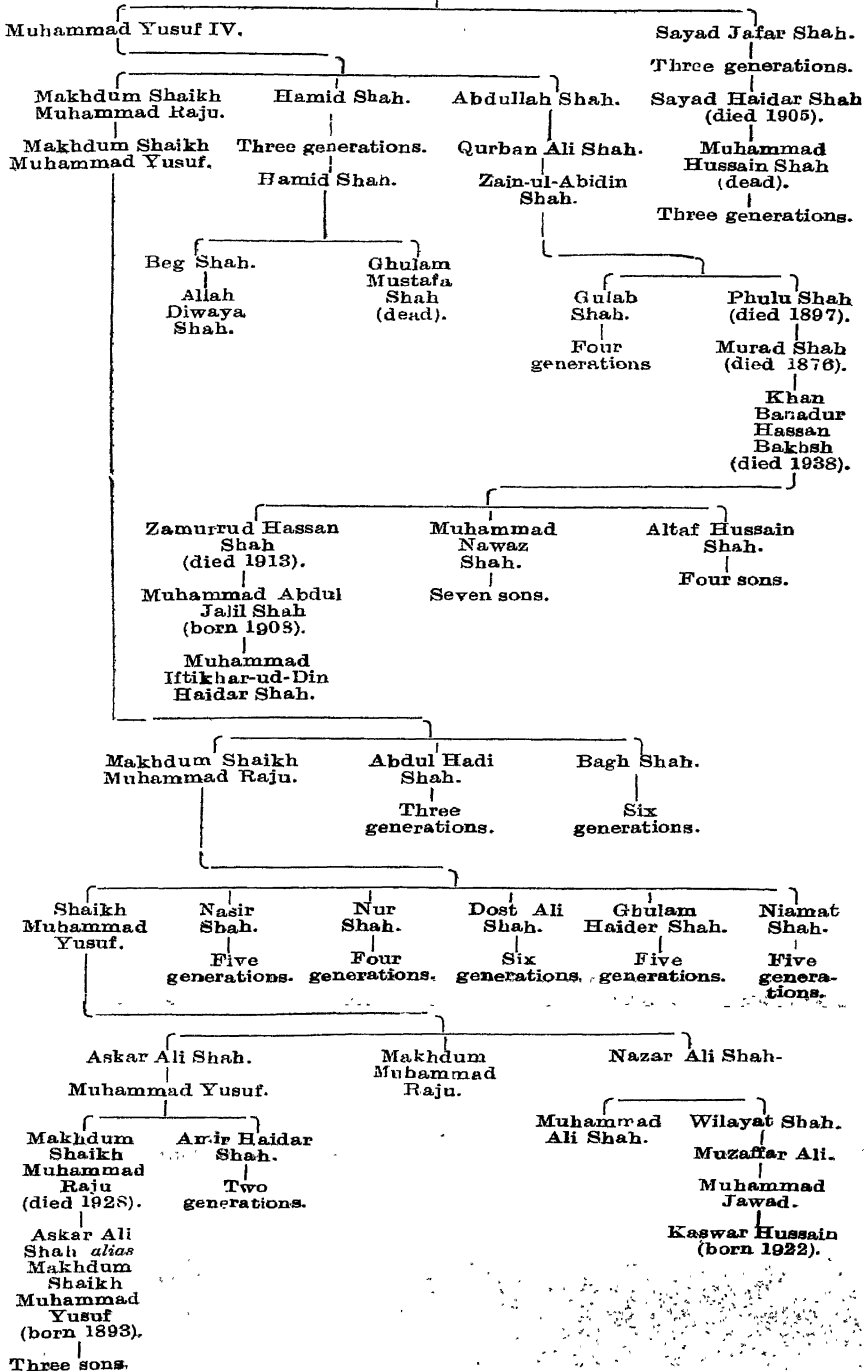 Muhammad Yusuf IV.
Sayad Jafar Shah.
Three generations.
Makhdum Shaikh
Muhammad Raju.
Hamid Shah.
Abdullah Shah.
Sayad Haidar Shah
(died 1905).
Makhdum Shaikh
Muhammad Yusuf.
Three generations.
Qurban Ali Shah.
Muhammad
Hussain Shah
(dead).
Hamid Shah.
Zain-ul-Abidin
Shah.
Three generations.
Beg Shah.
Ghulam
Mustafa
Shah
(dead).
Allah
Diwaya
Shah.
Gulab
Shah.
Phulu Shah
(died 1897).
Four
generations
Murad Shah
(died 1876).
Khan
Banadur
Hassan
Bakhsh
(died 1938).
Zamurrud Hassan
Shah
(died 1913).
Muhammad
Nawaz
Shah.
Altaf Hussain
Shah.
Muhammad Abdul
Jalil Shah
(born 1908).
Seven sons.
Four sons.
Muhammad
Iftikhar-ud-Din
Haidar Shah.
Makhdum Shaikh
Muhammad Raju.
Abdul Hadi
Shah.
Bagh Shah.
Three
generations.
Six
generations.
Shaikh
Muhammad
Yusuf.
Nasir
Shah.
Nur
Shah.
Dost Ali
Shah.
Ghulam
Haider Shah.
Niamat
Shah.
Five
generations.
Four
generations.
Six
generations.
Five
generations.
Five
genera-
tions.
Askar Ali Shah.
Makhdum
Muhammad
Raju.
Nazar Ali Shah-
Muhammad Yusuf.
Muhammad
Ali Shah.
Wilayat Shah.
Makhdum
Shaikh
Muhammad
Raju
(died 1928).
Amir Haidar
Shah.
Two
generations.
Muzaffar Ali.
Muhammad
Jawad.
Kaswar Hussain
(born 1922).
Askar Ali
Shah alias
Makhdum
Shaikh
Muhammad
Yusuf
(born 1893).
Three sons.